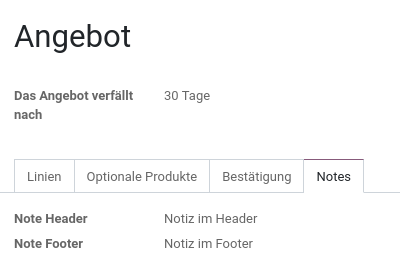 Angebot
Das Angebot verfällt 30 Tage
nach
Linien Optionale Produkte Bestätigung Notes
Note Header Notiz im Header
Note Footer Notiz im Footer